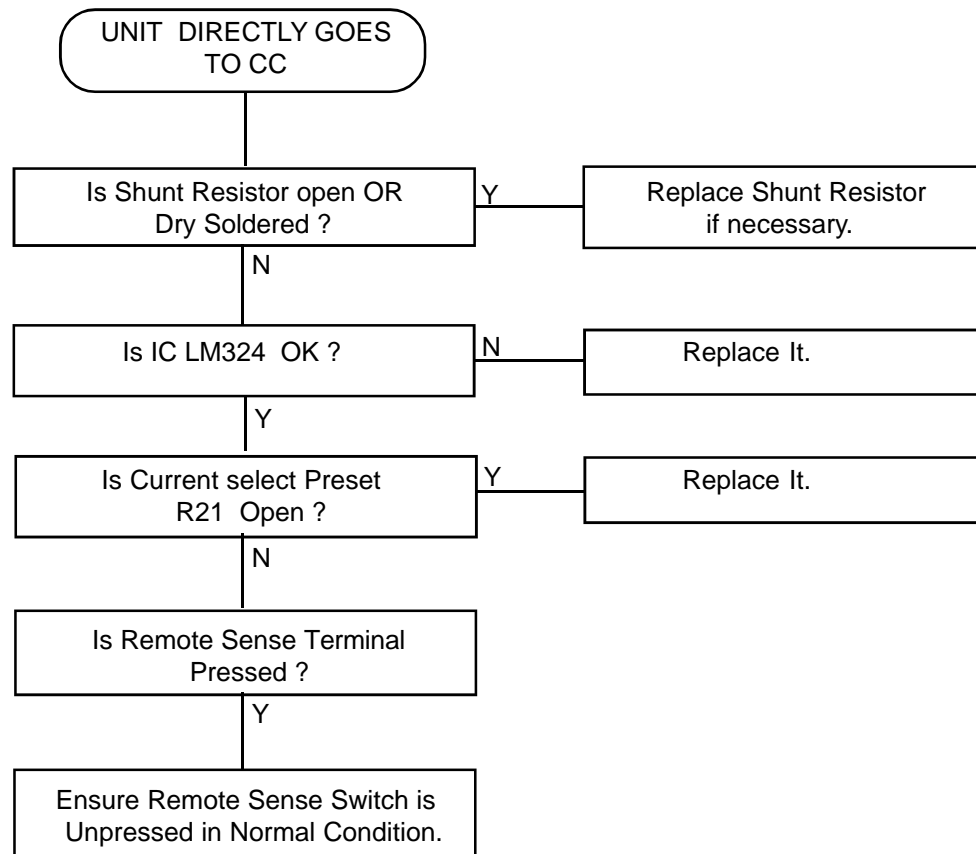 UNIT DIRECTLY GOES
TO CC
Is Shunt Resistor open OR
Dry Soldered ?
Y
Replace Shunt Resistor
if necessary.
N
Is IC LM324 OK ?
N
Replace It.
Y
Is Current select Preset
R21 Open ?
Y
Replace It.
N
Is Remote Sense Terminal
Pressed ?
Y
Ensure Remote Sense Switch is
Unpressed in Normal Condition.